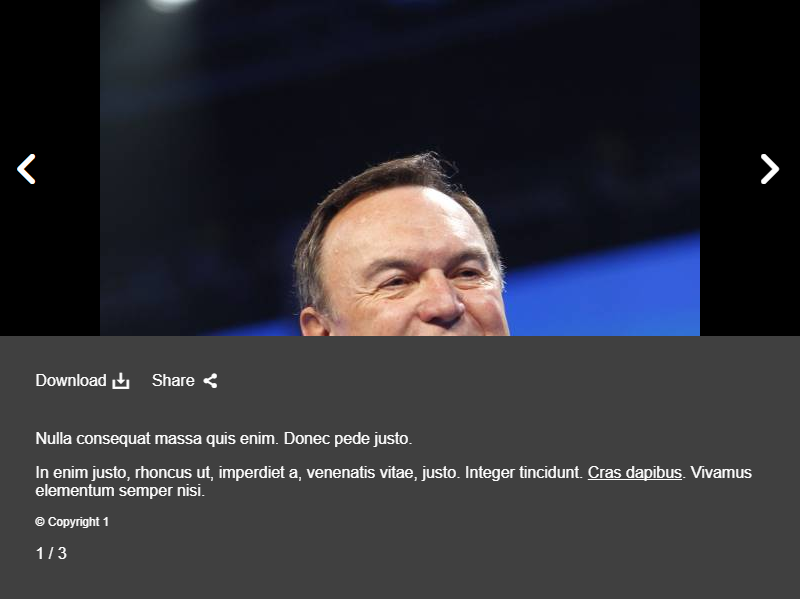 Download
Share
Nulla consequat massa quis enim. Donec pede justo.
In enim justo, rhoncus ut, imperdiet a, venenatis vitae, justo. Integer tincidunt. Cras dapibus. Vivamus
elementum semper nisi.
© Copyright 1
1 / 3